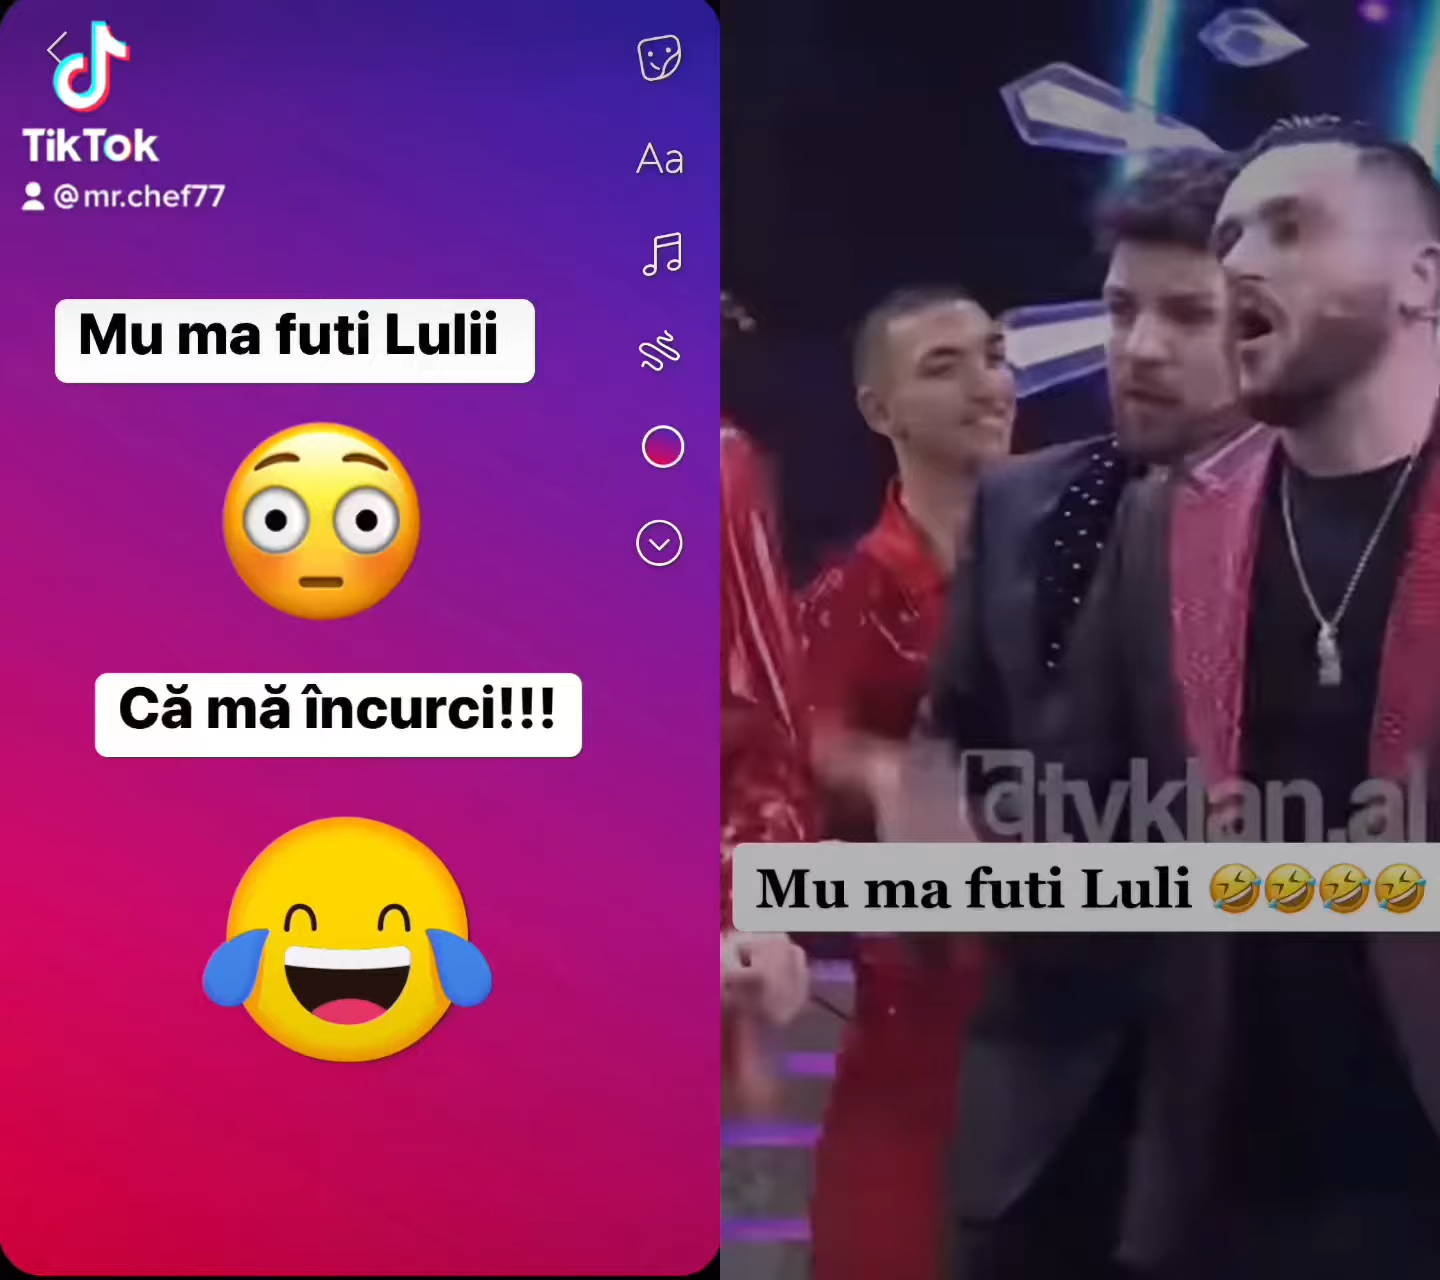 TikTok
@mr.chef77
Aa
Mu ma futi Lulii
Că mă încurci!!!
tvklan.al
Mu ma futi Luli 🤣🤣🤣🤣